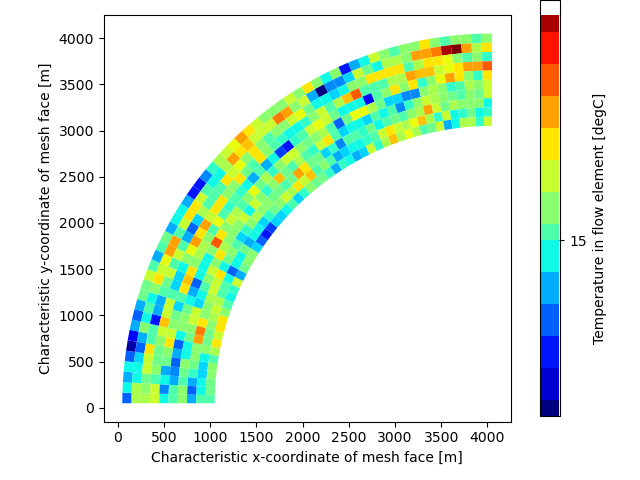 4000
3500
3000
2500
2000
1500
1000
500
0
Characteristic y-coordinate of mesh face [m]
0 500 1000 1500 2000 2500 3000 3500 4000
Characteristic x-coordinate of mesh face [m]
15
Temperature in flow element [degC]